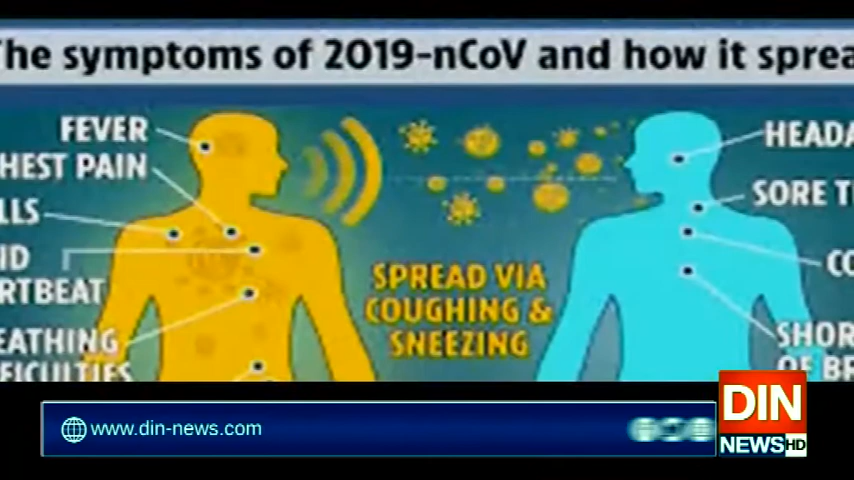 The symptoms of 2019-nCoV and how it sprea
FEVER
HEST PAIN
LLS
ID
RTBEAT
EATHING
FICULTIES
SPREAD VIA
COUGHING &
SNEEZING
HEADA
SORE T
CO
SHOR
OF BR
www.din-news.com
DIN
NEWS HD